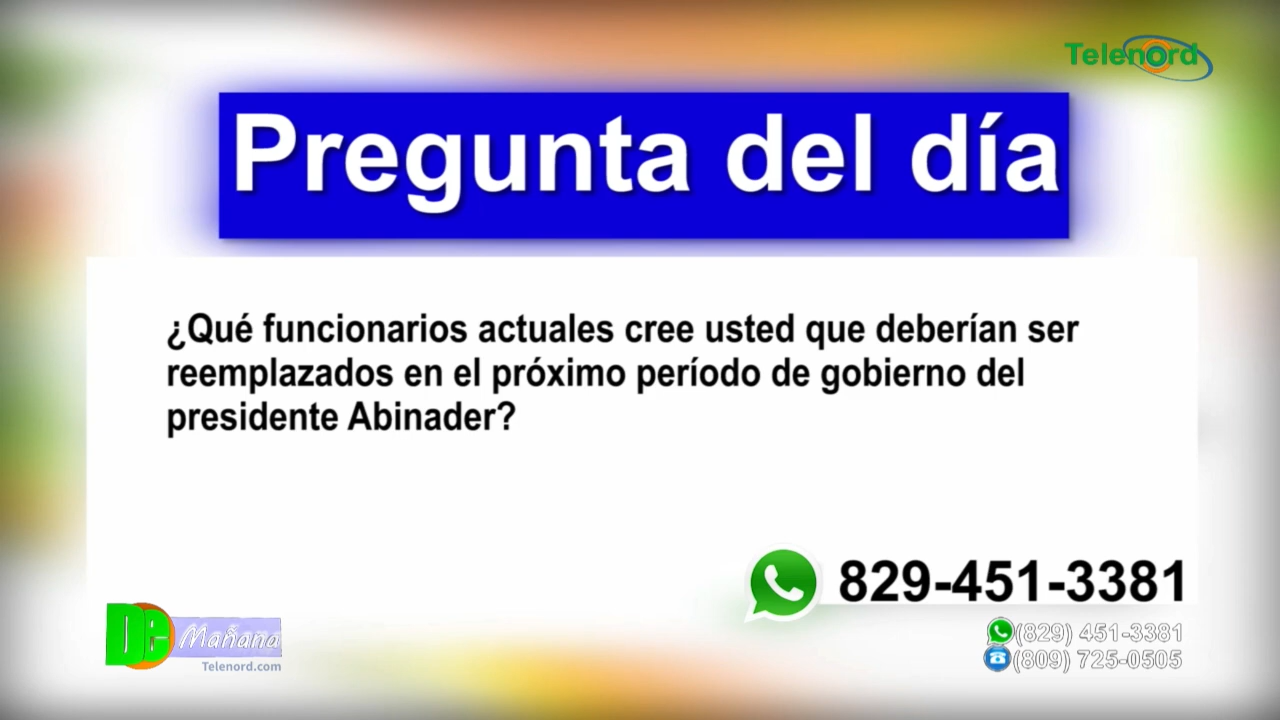 Telenord
Pregunta del día
¿Qué funcionarios actuales cree usted que deberían ser
reemplazados en el próximo período de gobierno del
presidente Abinader?
829-451-3381
De Mañana
Telenord.com
(829) 451-3381
(809) 725-0505